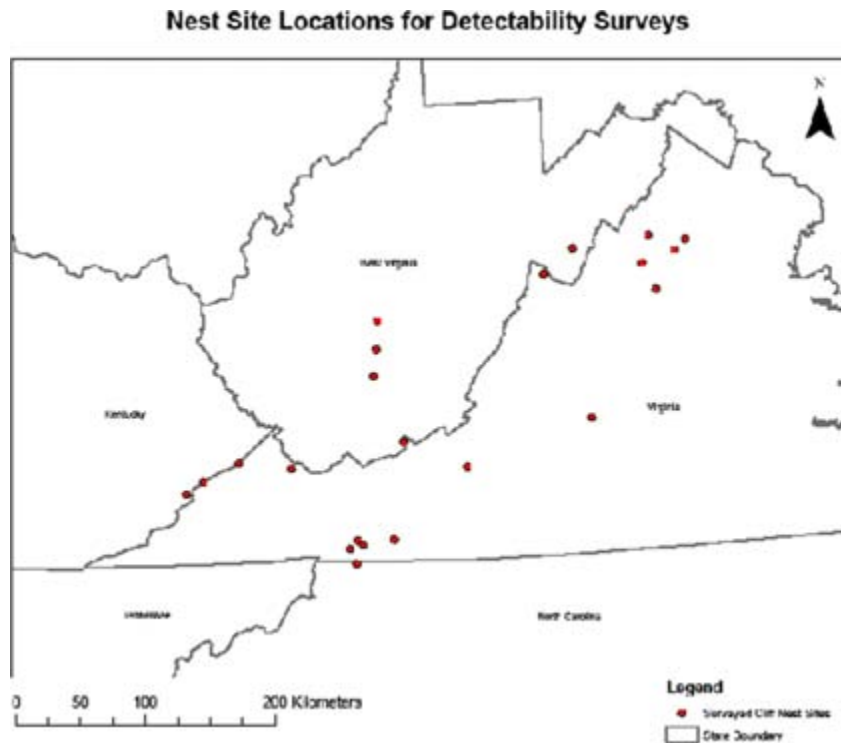 Nest Site Locations for Detectability Surveys
N
West Virginia
Kentucky
Virginia
Tennessee
North Carolina
0 50 100 200 Kilometers
Legend
Surveyed Cliff Nest Sites
State Boundary